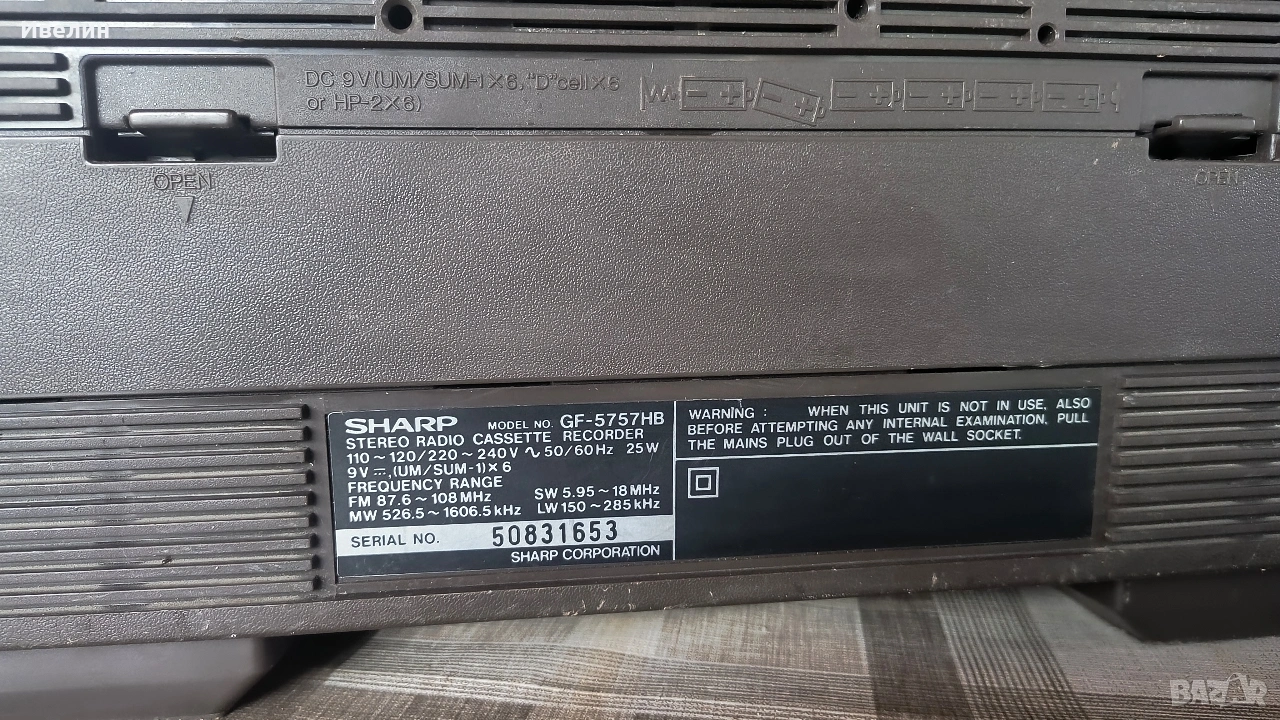 Ивелин
DC 9V(UM/SUM-1×6,"D"cell×6
or HP-2×6)
OPEN
OPEN
SHARP MODEL NO. GF-5757HB
STEREO RADIO CASSETTE RECORDER
110~120/220~240V ∿ 50/60Hz 25W
9V ⎓,(UM/SUM-1)×6
FREQUENCY RANGE
FM 87.6~108MHz SW 5.95~18MHz
MW 526.5~1606.5kHz LW 150~285kHz
SERIAL NO. 50831653
SHARP CORPORATION
WARNING : WHEN THIS UNIT IS NOT IN USE, ALSO
BEFORE ATTEMPTING ANY INTERNAL EXAMINATION, PULL
THE MAINS PLUG OUT OF THE WALL SOCKET.
BAZAR